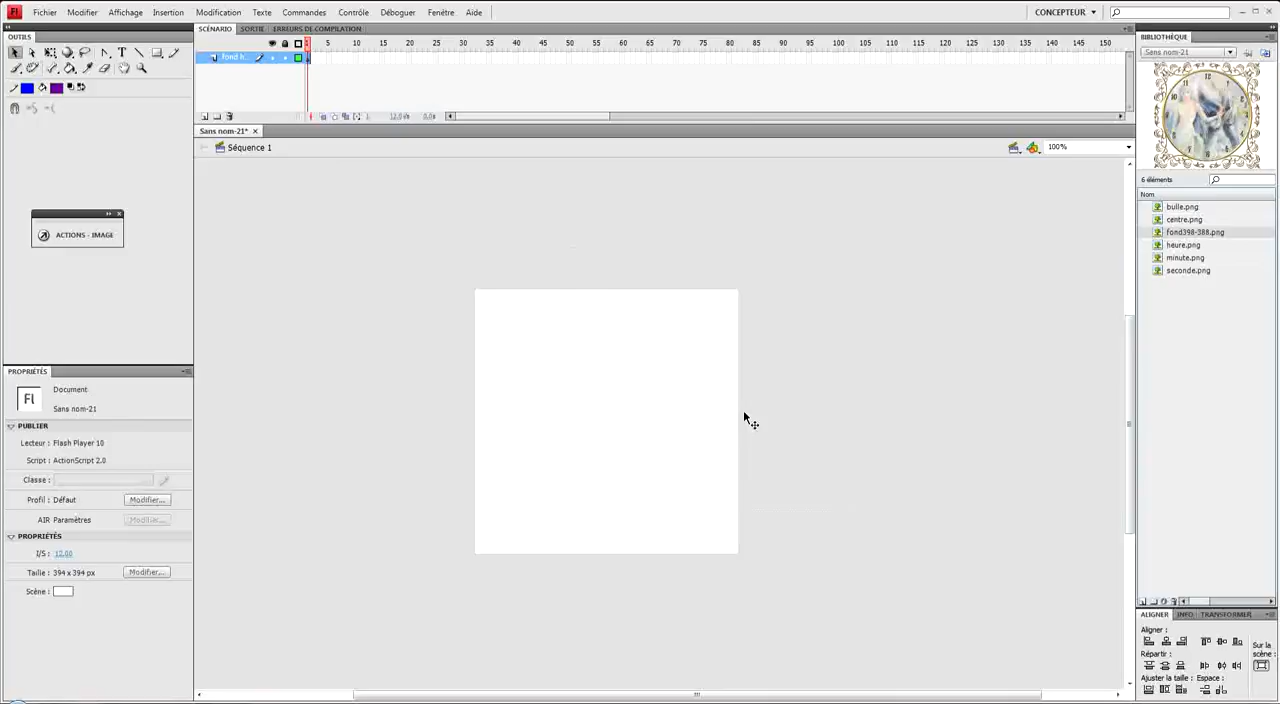 Fl Fichier Modifier Affichage Insertion Modification Texte Commandes Contrôle Déboguer Fenêtre Aide CONCEPTEUR
OUTILS
SCÉNARIO SORTIE ERREURS DE COMPILATION
5 10 15 20 25 30 35 40 45 50 55 60 65 70 75 80 85 90 95 100 105 110 115 120 125 130 135 140 145 150
fond h...
1 12.0i/s 0.0s
Sans nom-21*
Séquence 1
100%
ACTIONS - IMAGE
PROPRIÉTÉS
Fl
Document
Sans nom-21
PUBLIER
Lecteur : Flash Player 10
Script : ActionScript 2.0
Classe :
Profil : Défaut Modifier...
AIR Paramètres Modifier...
PROPRIÉTÉS
I/S : 12.00
Taille : 394 x 394 px Modifier...
Scène :
BIBLIOTHÈQUE
Sans nom-21
6 éléments
Nom
bulle.png
centre.png
fond398-388.png
heure.png
minute.png
seconde.png
ALIGNER INFO TRANSFORMER
Aligner :
Répartir :
Ajuster la taille : Espace :
Sur la
scène :